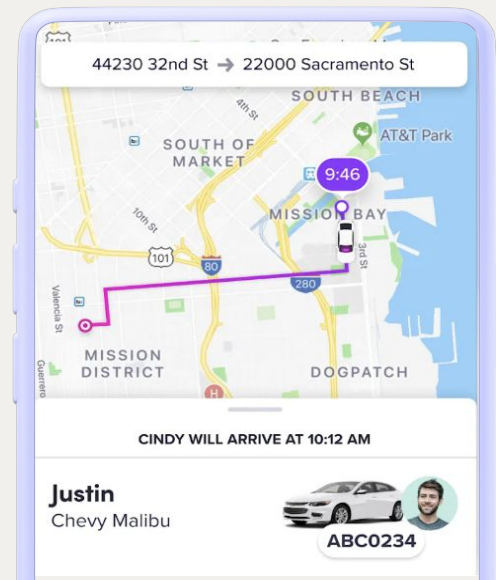 44230 32nd St → 22000 Sacramento St
SOUTH BEACH
4th St
AT&T Park
SOUTH OF
MARKET
9:46
MISSION BAY
10th St
101
80
3rd St
280
101
Valencia St
MISSION
DISTRICT
DOGPATCH
Guerrero
H
CINDY WILL ARRIVE AT 10:12 AM
Justin
Chevy Malibu
ABC0234